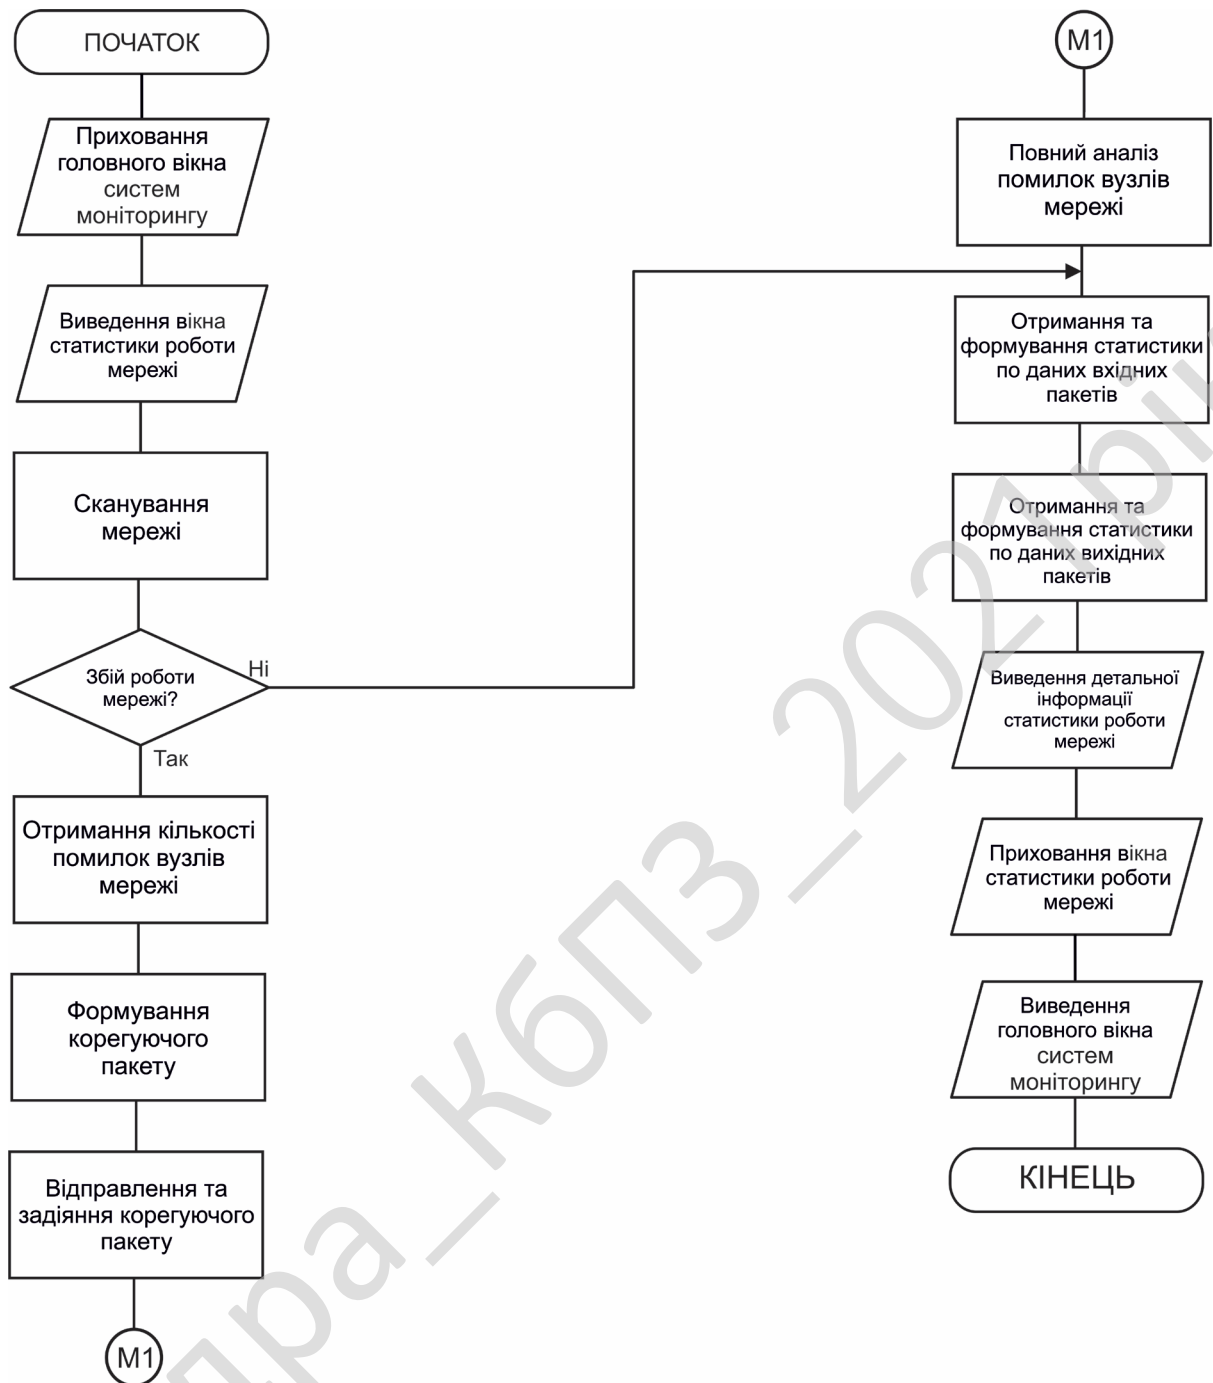 ПОЧАТОК
Приховання
головного вікна
систем
моніторингу
Виведення вікна
статистики роботи
мережі
Сканування
мережі
Збій роботи
мережі?
Ні
Так
Отримання кількості
помилок вузлів
мережі
Формування
корегуючого
пакету
Відправлення та
задіяння корегуючого
пакету
М1
М1
Повний аналіз
помилок вузлів
мережі
Отримання та
формування статистики
по даних вхідних
пакетів
Отримання та
формування статистики
по даних вихідних
пакетів
Виведення детальної
інформації
статистики роботи
мережі
Приховання вікна
статистики роботи
мережі
Виведення
головного вікна
систем
моніторингу
КІНЕЦЬ
дра_КбПЗ_2021рік